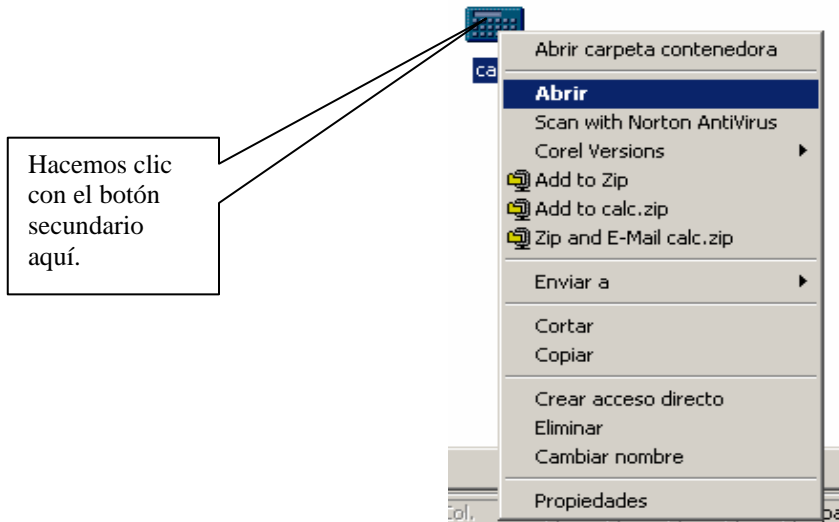 Hacemos clic
con el botón
secundario
aquí.
ca
Abrir carpeta contenedora
Abrir
Scan with Norton AntiVirus
Corel Versions
Add to Zip
Add to calc.zip
Zip and E-Mail calc.zip
Enviar a
Cortar
Copiar
Crear acceso directo
Eliminar
Cambiar nombre
Propiedades
Col.